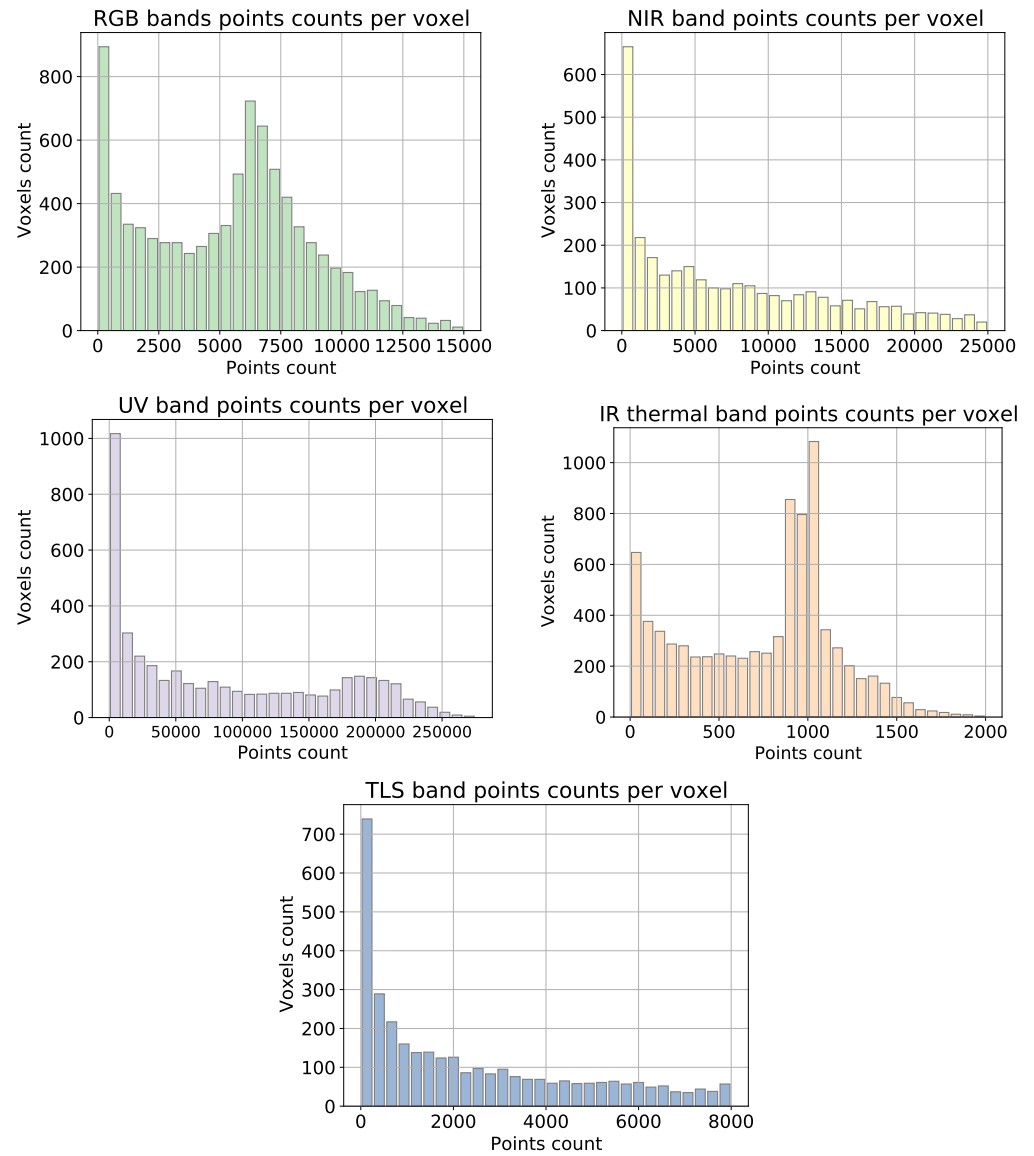 RGB bands points counts per voxel
Voxels count
800
600
400
200
0
0 2500 5000 7500 10000 12500 15000
Points count
NIR band points counts per voxel
Voxels count
600
500
400
300
200
100
0
0 5000 10000 15000 20000 25000
Points count
UV band points counts per voxel
Voxels count
1000
800
600
400
200
0
0 50000 100000 150000 200000 250000
Points count
IR thermal band points counts per voxel
Voxels count
1000
800
600
400
200
0
0 500 1000 1500 2000
Points count
TLS band points counts per voxel
Voxels count
700
600
500
400
300
200
100
0
0 2000 4000 6000 8000
Points count